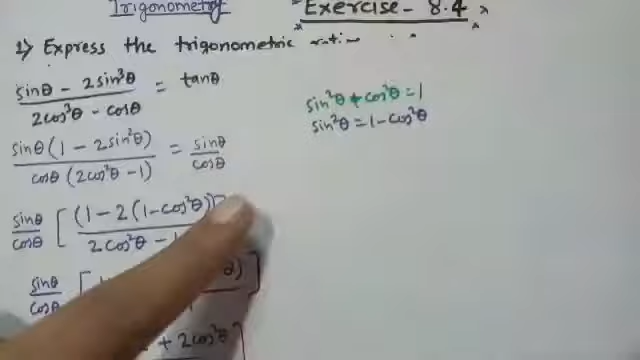 Trigonometry
Exercise - 8.4
1) Express the trigonometric
sinθ - 2sin³θ / 2cos³θ - cosθ = tanθ
sin²θ + cos²θ = 1
sin²θ = 1 - cos²θ
sinθ (1 - 2sin²θ) / cosθ (2cos²θ - 1) = sinθ / cosθ
sinθ / cosθ [ (1 - 2(1 - cos²θ)) / 2cos²θ -
sinθ / cosθ [
+ 2cos²θ ]